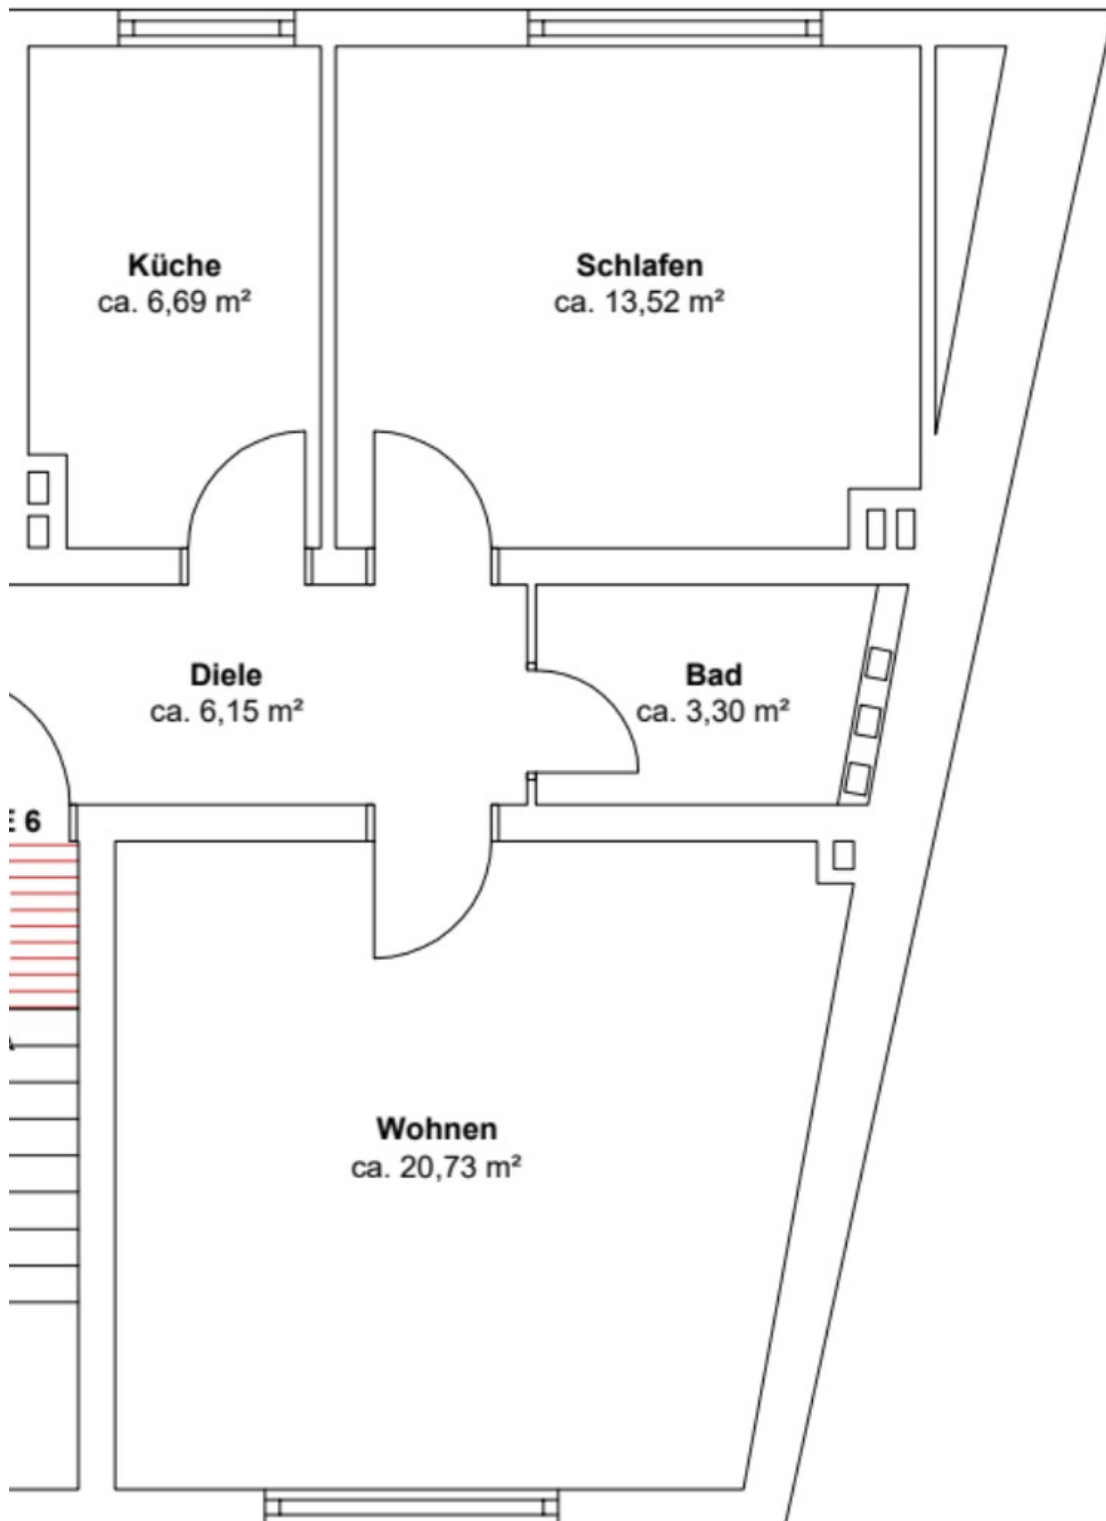 Küche
ca. 6,69 m²
Schlafen
ca. 13,52 m²
Diele
ca. 6,15 m²
Bad
ca. 3,30 m²
6
Wohnen
ca. 20,73 m²